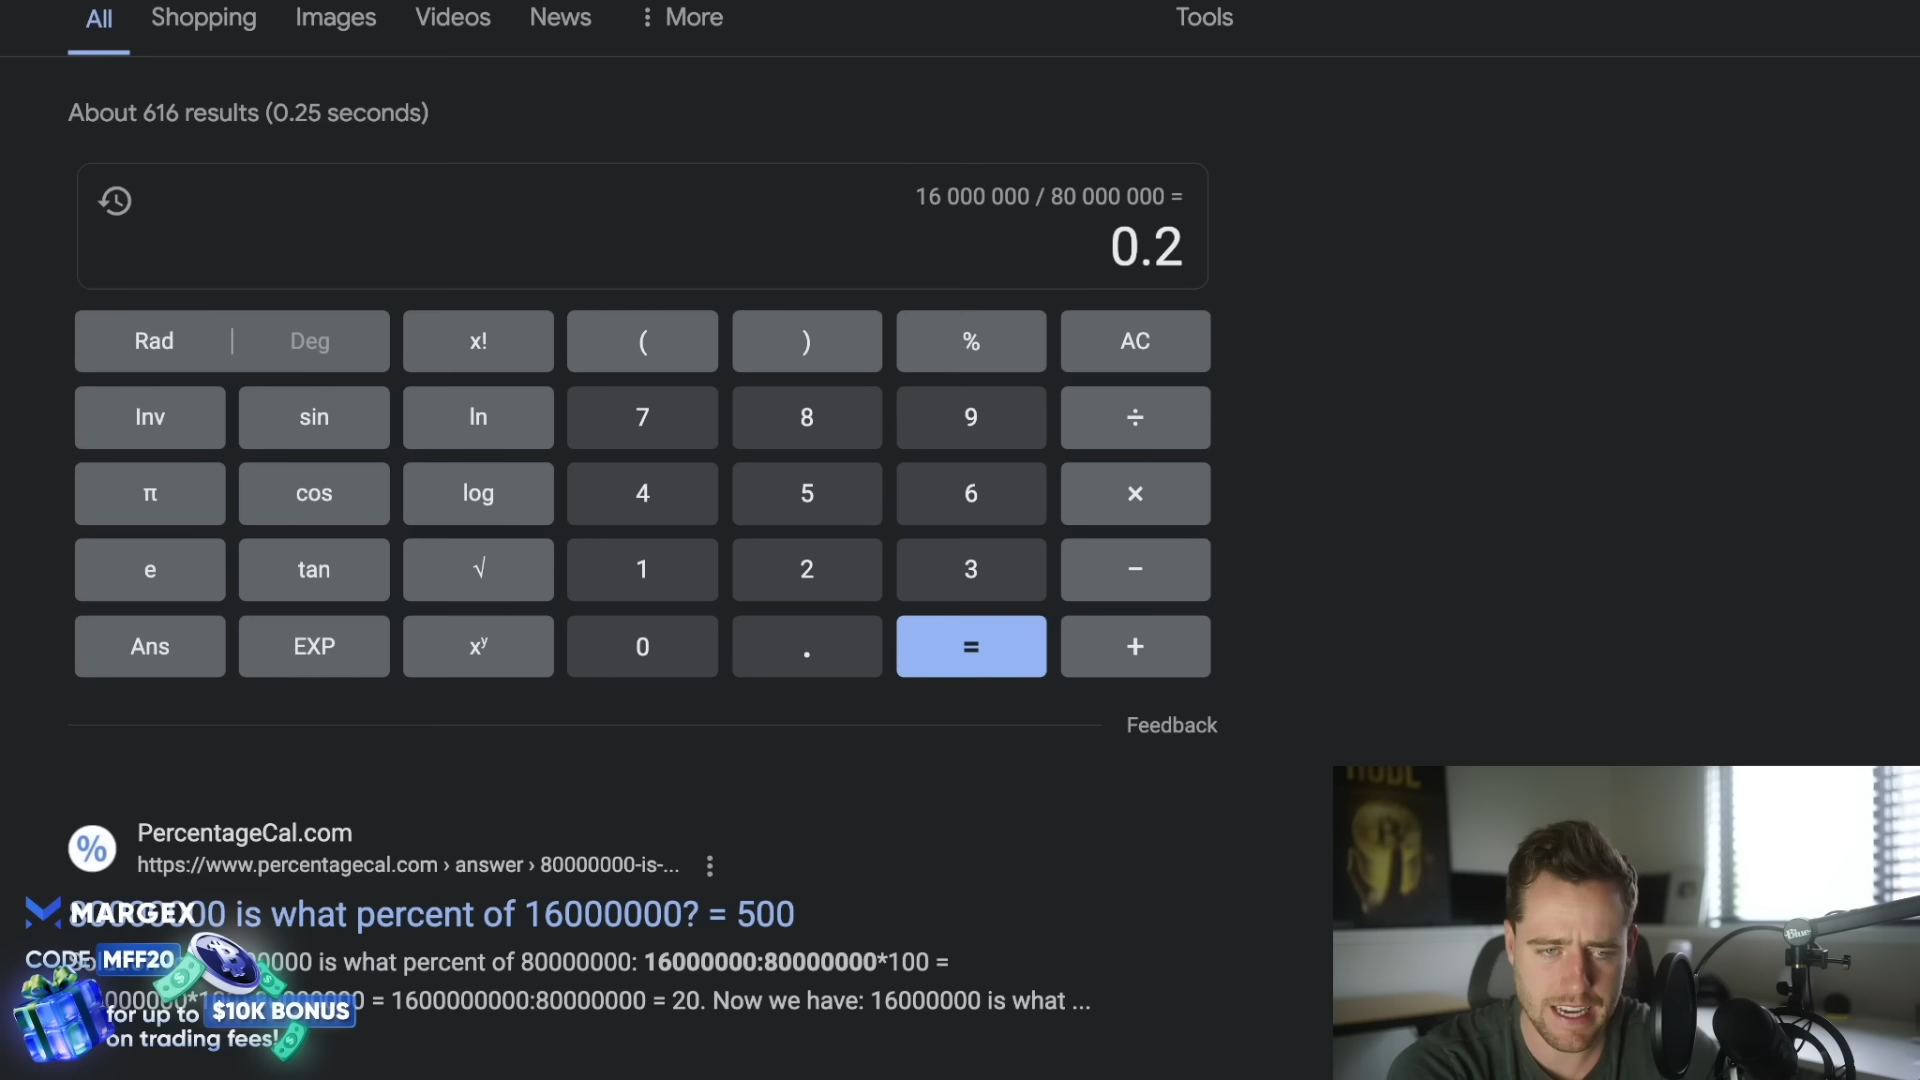 All Shopping Images Videos News More Tools
About 616 results (0.25 seconds)
16 000 000 / 80 000 000 =
0.2
Rad | Deg x! ( ) % AC
Inv sin ln 7 8 9 ÷
π cos log 4 5 6 ×
e tan √ 1 2 3 −
Ans EXP xʸ 0 . = +
Feedback
%
PercentageCal.com
https://www.percentagecal.com › answer › 80000000-is-...
80000000 is what percent of 16000000? = 500
MARGEX
is what percent of 80000000: 16000000:80000000*100 =
CODE MFF20
= 1600000000:80000000 = 20. Now we have: 16000000 is what ...
for up to $10K BONUS
on trading fees!
HODL
Blue